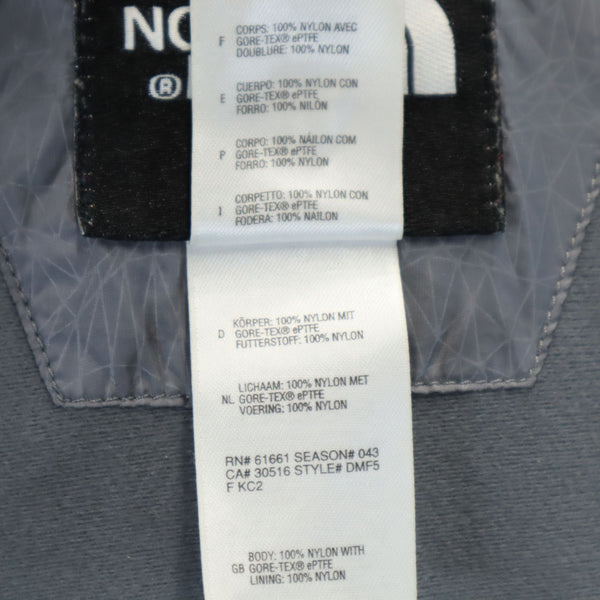 NO
®
CORPS: 100% NYLON AVEC
F GORE-TEX® ePTFE
DOUBLURE: 100% NYLON
CUERPO: 100% NYLON CON
E GORE-TEX® ePTFE
FORRO: 100% NILÓN
CORPO: 100% NÁILON COM
P GORE-TEX® ePTFE
FORRO: 100% NYLON
CORPETTO: 100% NYLON CON
I GORE-TEX® ePTFE
FODERA: 100% NAILON
KÖRPER: 100% NYLON MIT
D GORE-TEX® ePTFE
FUTTERSTOFF: 100% NYLON
LICHAAM: 100% NYLON MET
NL GORE-TEX® ePTFE
VOERING: 100% NYLON
RN# 61661 SEASON# 043
CA# 30516 STYLE# DMF5
F KC2
BODY: 100% NYLON WITH
GB GORE-TEX® ePTFE
LINING: 100% NYLON